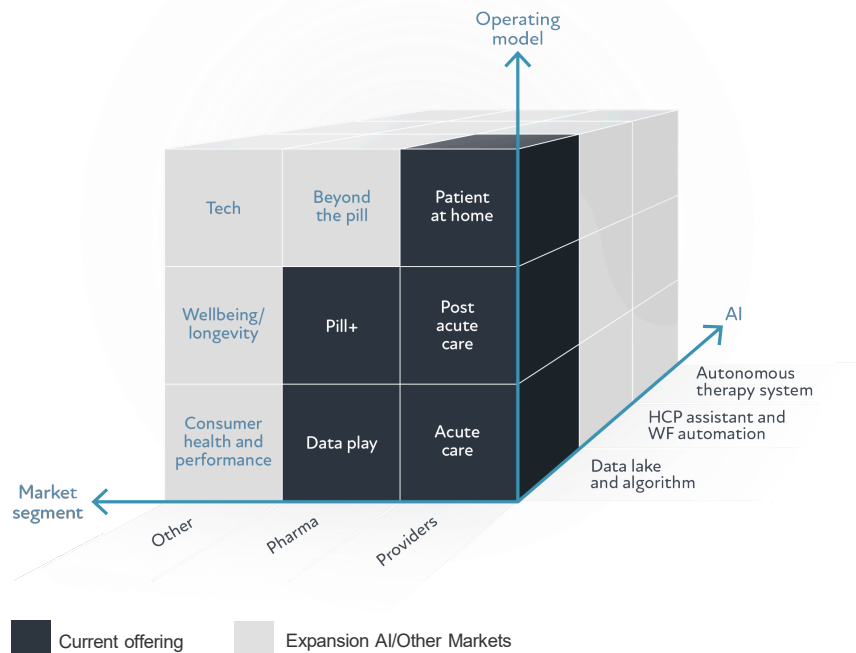 Operating
model
Tech
Beyond
the pill
Patient
at home
Wellbeing/
longevity
Pill+
Post
acute
care
AI
Autonomous
therapy system
HCP assistant and
WF automation
Consumer
health and
performance
Data play
Acute
care
Data lake
and algorithm
Market
segment
Other
Pharma
Providers
Current offering
Expansion AI/Other Markets